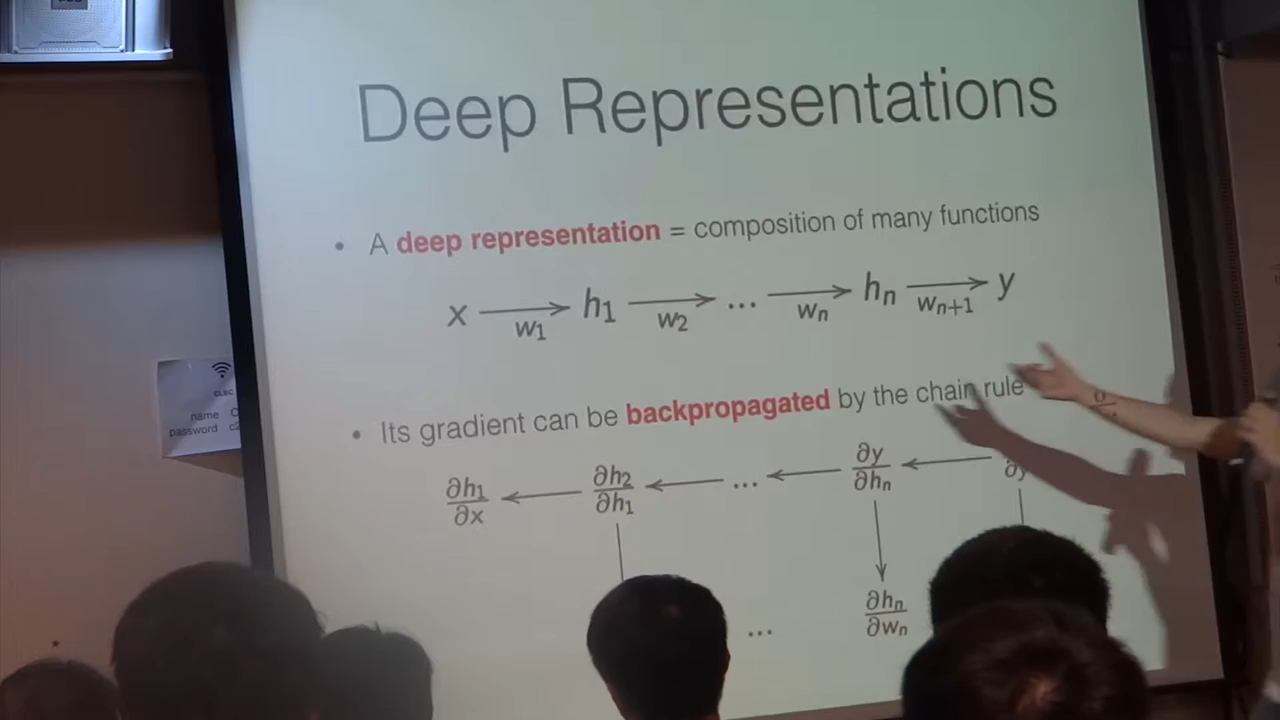 Deep Representations
• A deep representation = composition of many functions
x ⟶ h₁ ⟶ ... ⟶ hₙ ⟶ y
w₁ w₂ wₙ wₙ₊₁
• Its gradient can be backpropagated by the chain rule
∂h₁/∂x ⟵ ∂h₂/∂h₁ ⟵ ... ⟵ ∂y/∂hₙ ⟵ ∂y
... ∂hₙ/∂wₙ
name
password